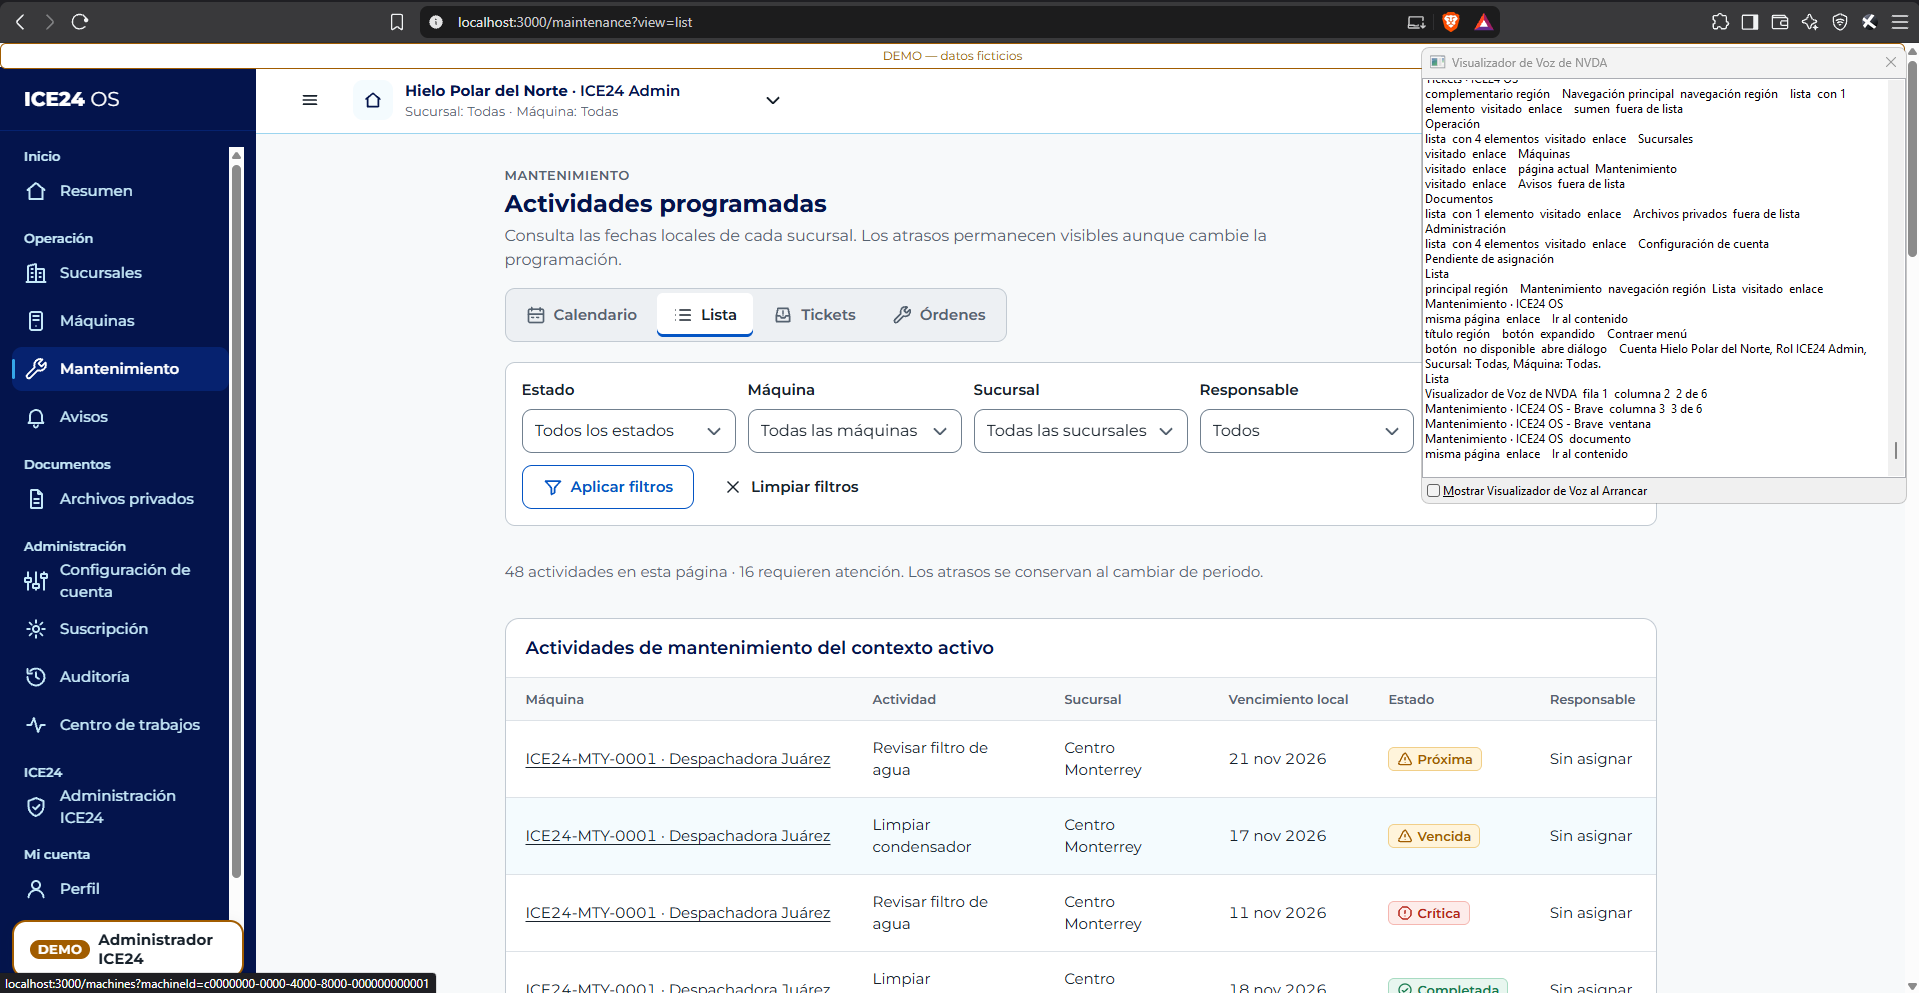 localhost:3000/maintenance?view=list
DEMO — datos ficticios
ICE24 OS
Inicio
Resumen
Operación
Sucursales
Máquinas
Mantenimiento
Avisos
Documentos
Archivos privados
Administración
Configuración de
cuenta
Suscripción
Auditoría
Centro de trabajos
ICE24
Administración
ICE24
Mi cuenta
Perfil
DEMO
Administrador
ICE24
localhost:3000/machines?machineId=c0000000-0000-4000-8000-000000000001
Hielo Polar del Norte · ICE24 Admin
Sucursal: Todas · Máquina: Todas
MANTENIMIENTO
Actividades programadas
Consulta las fechas locales de cada sucursal. Los atrasos permanecen visibles aunque cambie la
programación.
Calendario
Lista
Tickets
Órdenes
Estado
Máquina
Sucursal
Responsable
Todos los estados
Todas las máquinas
Todas las sucursales
Todos
Aplicar filtros
Limpiar filtros
48 actividades en esta página · 16 requieren atención. Los atrasos se conservan al cambiar de periodo.
Actividades de mantenimiento del contexto activo
Máquina Actividad Sucursal Vencimiento local Estado Responsable
ICE24-MTY-0001 · Despachadora Juárez
Revisar filtro de
agua
Centro
Monterrey
21 nov 2026
Próxima
Sin asignar
ICE24-MTY-0001 · Despachadora Juárez
Limpiar
condensador
Centro
Monterrey
17 nov 2026
Vencida
Sin asignar
ICE24-MTY-0001 · Despachadora Juárez
Revisar filtro de
agua
Centro
Monterrey
11 nov 2026
Crítica
Sin asignar
ICE24-MTY-0001 · Despachadora Juárez
Limpiar
Centro
18 nov 2026
Completada
Sin asignar
Visualizador de Voz de NVDA
Tickets · ICE24 OS
complementario región Navegación principal navegación región lista con 1
elemento visitado enlace sumen fuera de lista
Operación
lista con 4 elementos visitado enlace Sucursales
visitado enlace Máquinas
visitado enlace página actual Mantenimiento
visitado enlace Avisos fuera de lista
Documentos
lista con 1 elemento visitado enlace Archivos privados fuera de lista
Administración
lista con 4 elementos visitado enlace Configuración de cuenta
Pendiente de asignación
Lista
principal región Mantenimiento navegación región Lista visitado enlace
Mantenimiento · ICE24 OS
misma página enlace Ir al contenido
título región botón expandido Contraer menú
botón no disponible abre diálogo Cuenta Hielo Polar del Norte, Rol ICE24 Admin,
Sucursal: Todas, Máquina: Todas.
Lista
Visualizador de Voz de NVDA fila 1 columna 2 2 de 6
Mantenimiento · ICE24 OS - Brave columna 3 3 de 6
Mantenimiento · ICE24 OS - Brave ventana
Mantenimiento · ICE24 OS documento
misma página enlace Ir al contenido
Mostrar Visualizador de Voz al Arrancar